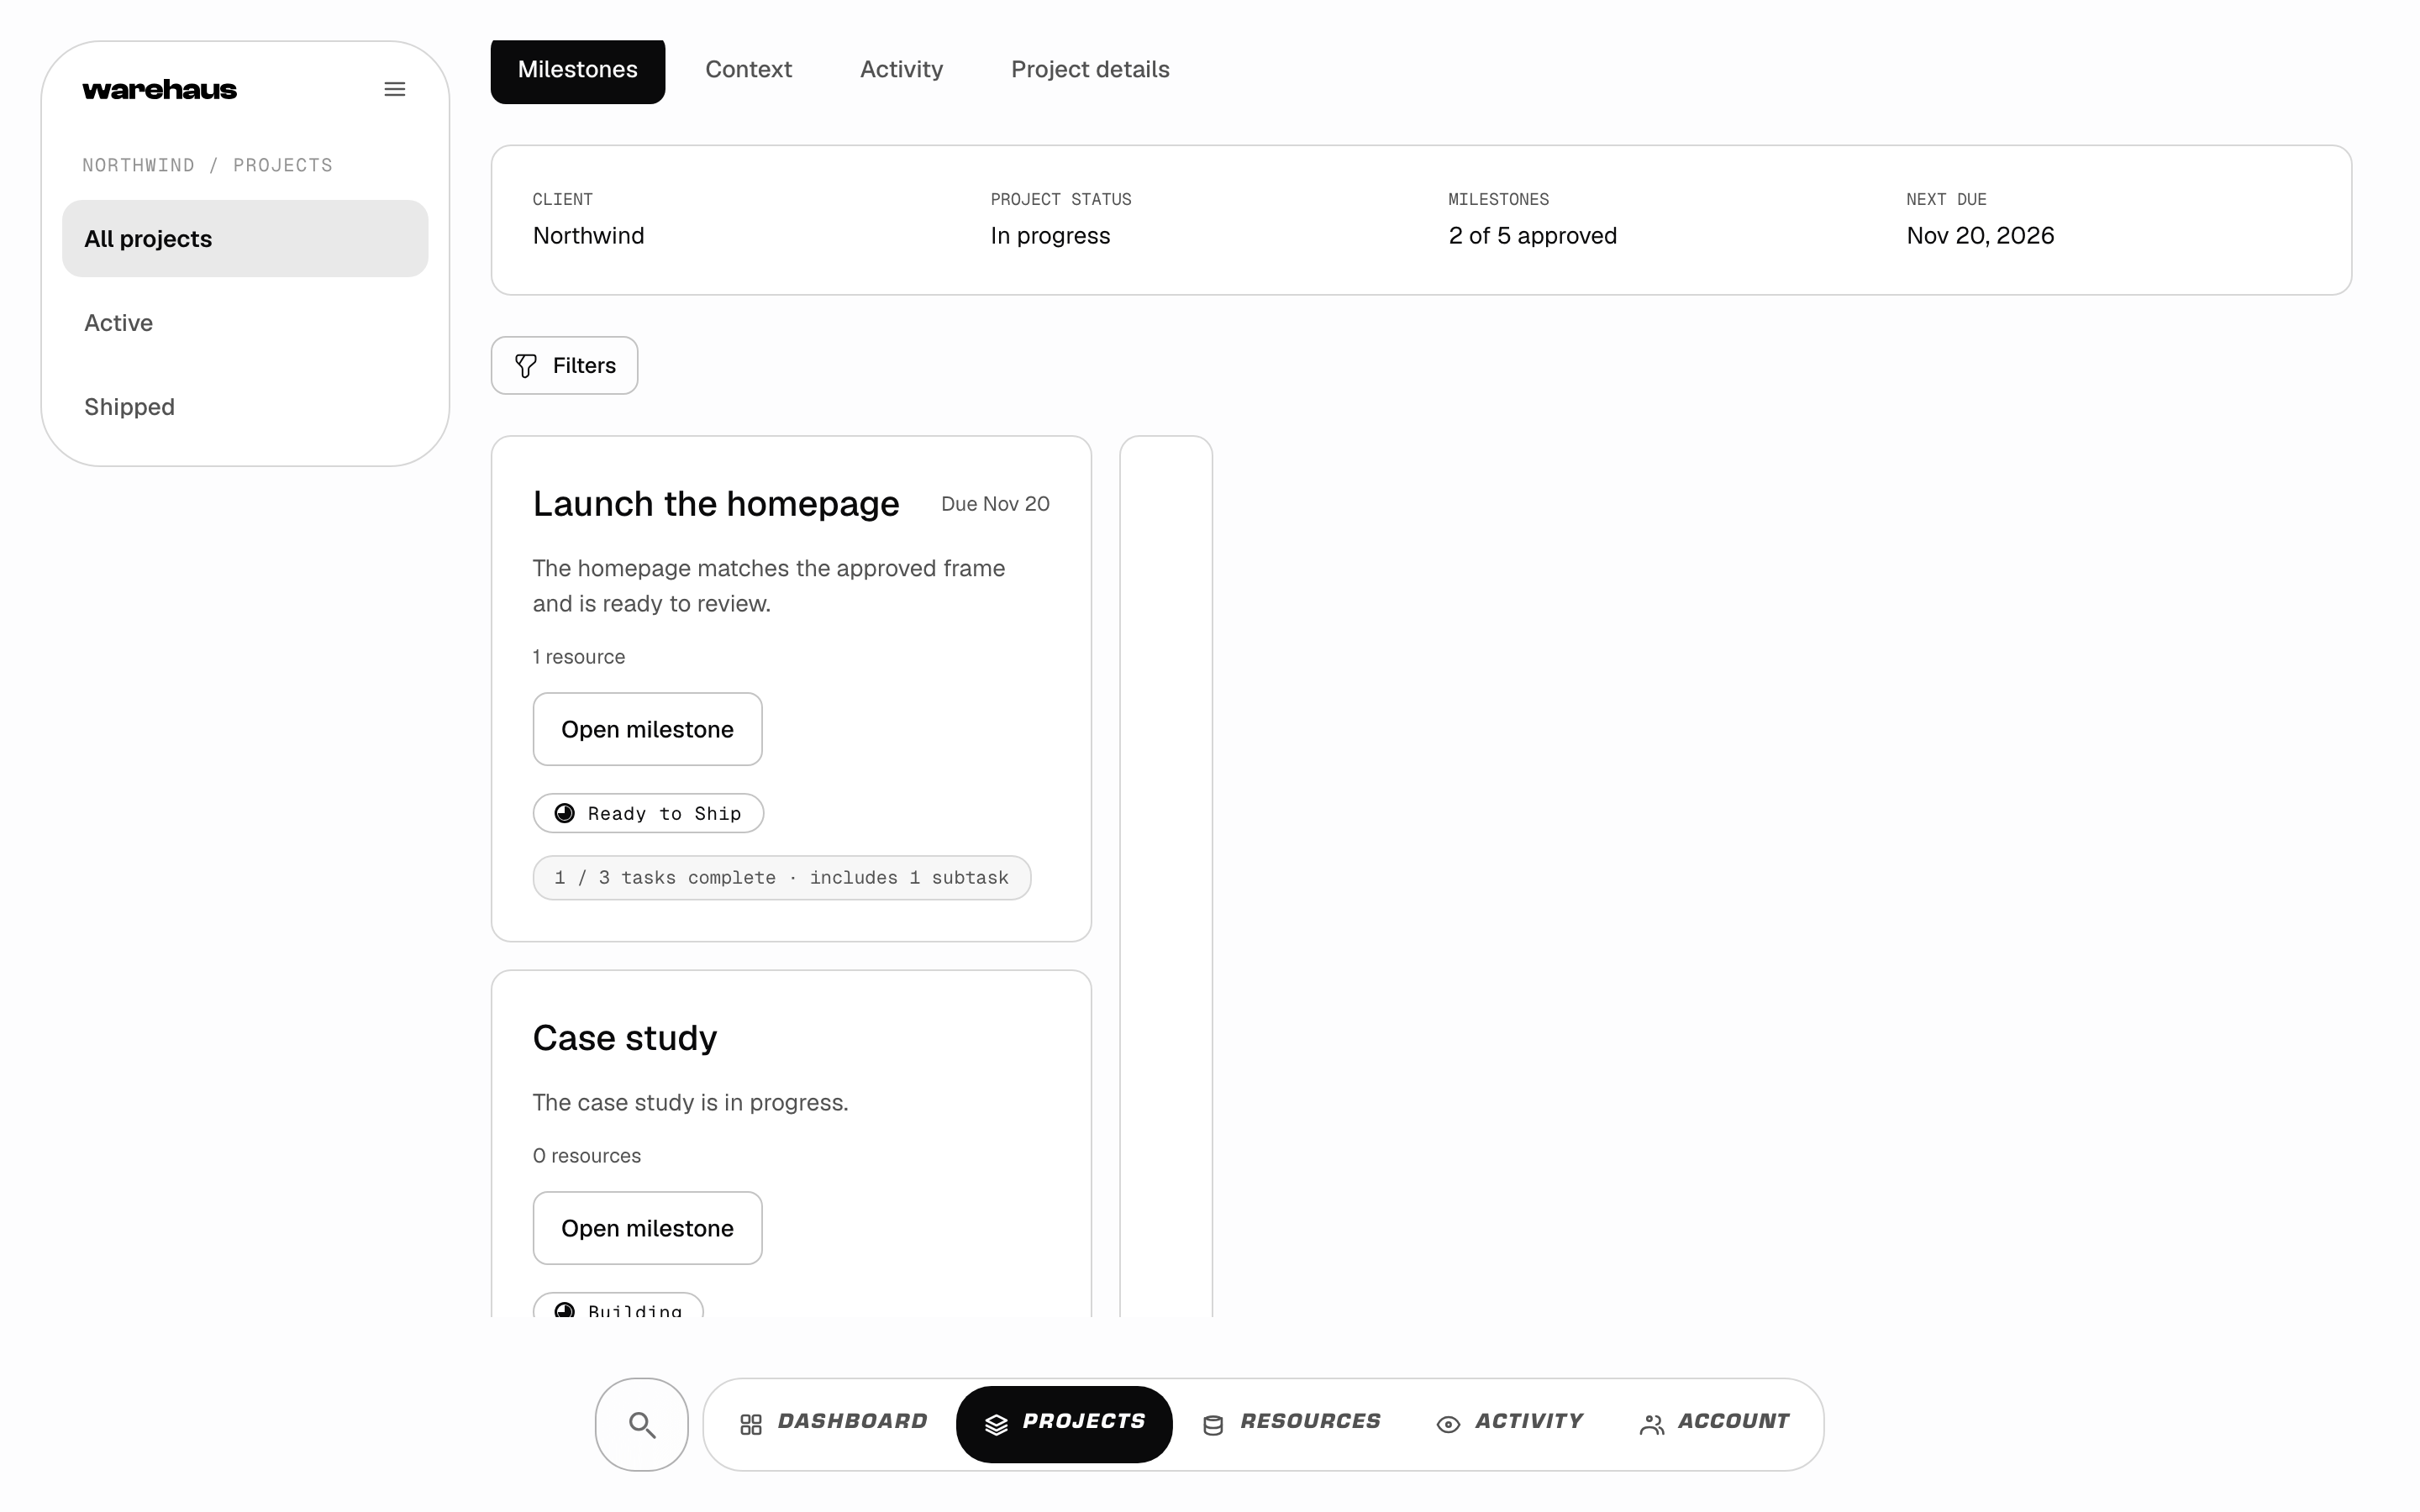 warehaus
NORTHWIND / PROJECTS
All projects
Active
Shipped
Milestones
Context
Activity
Project details
CLIENT
Northwind
PROJECT STATUS
In progress
MILESTONES
2 of 5 approved
NEXT DUE
Nov 20, 2026
Filters
Launch the homepage
Due Nov 20
The homepage matches the approved frame
and is ready to review.
1 resource
Open milestone
Ready to Ship
1 / 3 tasks complete · includes 1 subtask
Case study
The case study is in progress.
0 resources
Open milestone
Building
DASHBOARD
PROJECTS
RESOURCES
ACTIVITY
ACCOUNT